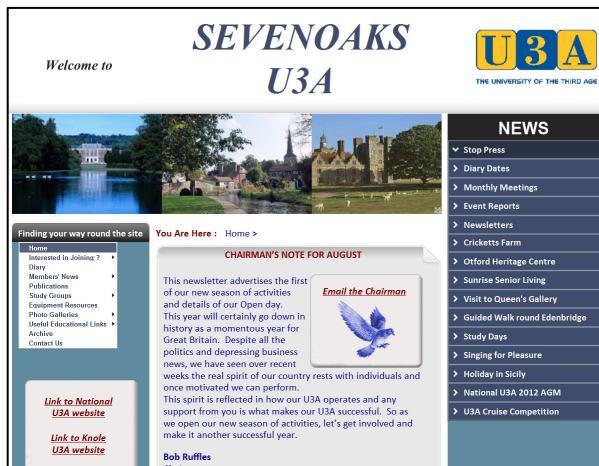 Welcome to
SEVENOAKS
U3A
U3A
THE UNIVERSITY OF THE THIRD AGE
NEWS
Stop Press
Diary Dates
Monthly Meetings
Event Reports
Newsletters
Cricketts Farm
Otford Heritage Centre
Sunrise Senior Living
Visit to Queen's Gallery
Guided Walk round Edenbridge
Study Days
Singing for Pleasure
Holiday in Sicily
National U3A 2012 AGM
U3A Cruise Competition
Finding your way round the site
Home
Interested in Joining ?
Diary
Members' News
Publications
Study Groups
Equipment Resources
Photo Galleries
Useful Educational Links
Archive
Contact Us
Link to National
U3A website
Link to Knole
U3A website
You Are Here : Home >
CHAIRMAN'S NOTE FOR AUGUST
This newsletter advertises the first
of our new season of activities
and details of our Open day.
This year will certainly go down in
history as a momentous year for
Great Britain. Despite all the
politics and depressing business
news, we have seen over recent
weeks the real spirit of our country rests with individuals and
once motivated we can perform.
This spirit is reflected in how our U3A operates and any
support from you is what makes our U3A successful. So as
we open our new season of activities, let's get involved and
make it another successful year.
Email the Chairman
Bob Ruffles